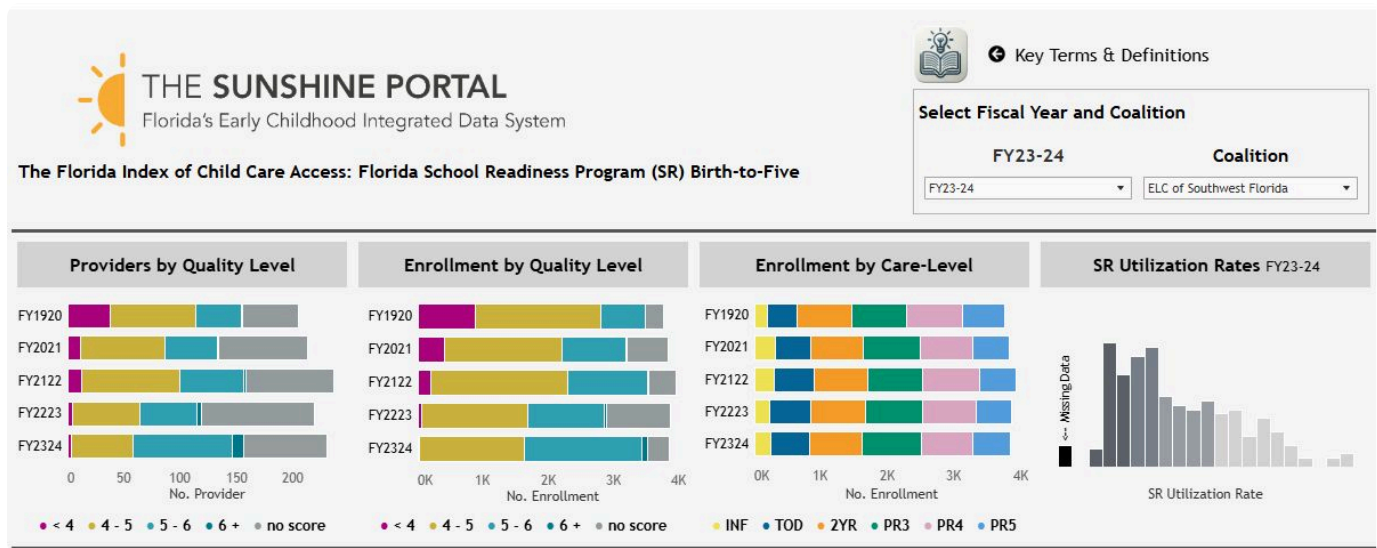 THE SUNSHINE PORTAL
Florida's Early Childhood Integrated Data System
The Florida Index of Child Care Access: Florida School Readiness Program (SR) Birth-to-Five
Key Terms & Definitions
Select Fiscal Year and Coalition
FY23-24 Coalition
FY23-24 ELC of Southwest Florida
Providers by Quality Level
FY1920
FY2021
FY2122
FY2223
FY2324
0 50 100 150 200
No. Provider
< 4 4 - 5 5 - 6 6 + no score
Enrollment by Quality Level
FY1920
FY2021
FY2122
FY2223
FY2324
0K 1K 2K 3K 4K
No. Enrollment
< 4 4 - 5 5 - 6 6 + no score
Enrollment by Care-Level
FY1920
FY2021
FY2122
FY2223
FY2324
0K 1K 2K 3K 4K
No. Enrollment
INF TOD 2YR PR3 PR4 PR5
SR Utilization Rates FY23-24
<-- Missing Data
SR Utilization Rate